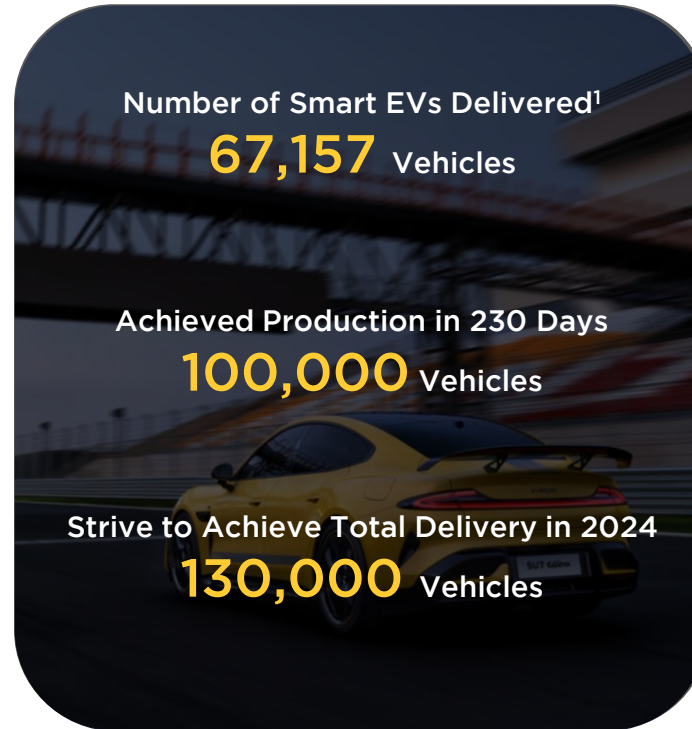 Number of Smart EVs Delivered¹
67,157 Vehicles
Achieved Production in 230 Days
100,000 Vehicles
Strive to Achieve Total Delivery in 2024
130,000 Vehicles